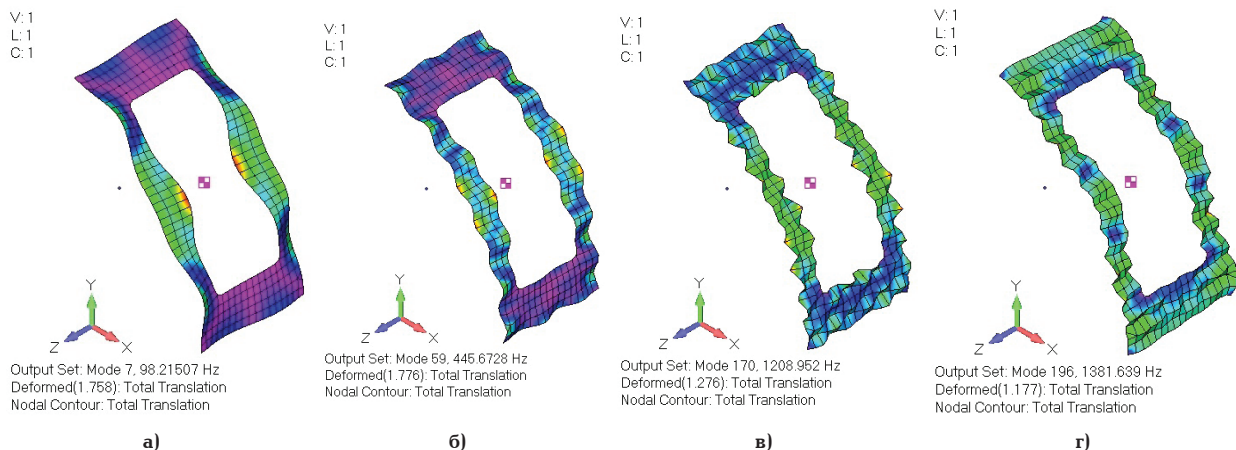 V: 1
L: 1
C: 1
Y
Z
X
Output Set: Mode 7, 98.21507 Hz
Deformed(1.758): Total Translation
Nodal Contour: Total Translation
а)
V: 1
L: 1
C: 1
Y
Z
X
Output Set: Mode 59, 445.6728 Hz
Deformed(1.776): Total Translation
Nodal Contour: Total Translation
б)
V: 1
L: 1
C: 1
Y
Z
X
Output Set: Mode 170, 1208.952 Hz
Deformed(1.276): Total Translation
Nodal Contour: Total Translation
в)
V: 1
L: 1
C: 1
Y
Z
X
Output Set: Mode 196, 1381.639 Hz
Deformed(1.177): Total Translation
Nodal Contour: Total Translation
г)